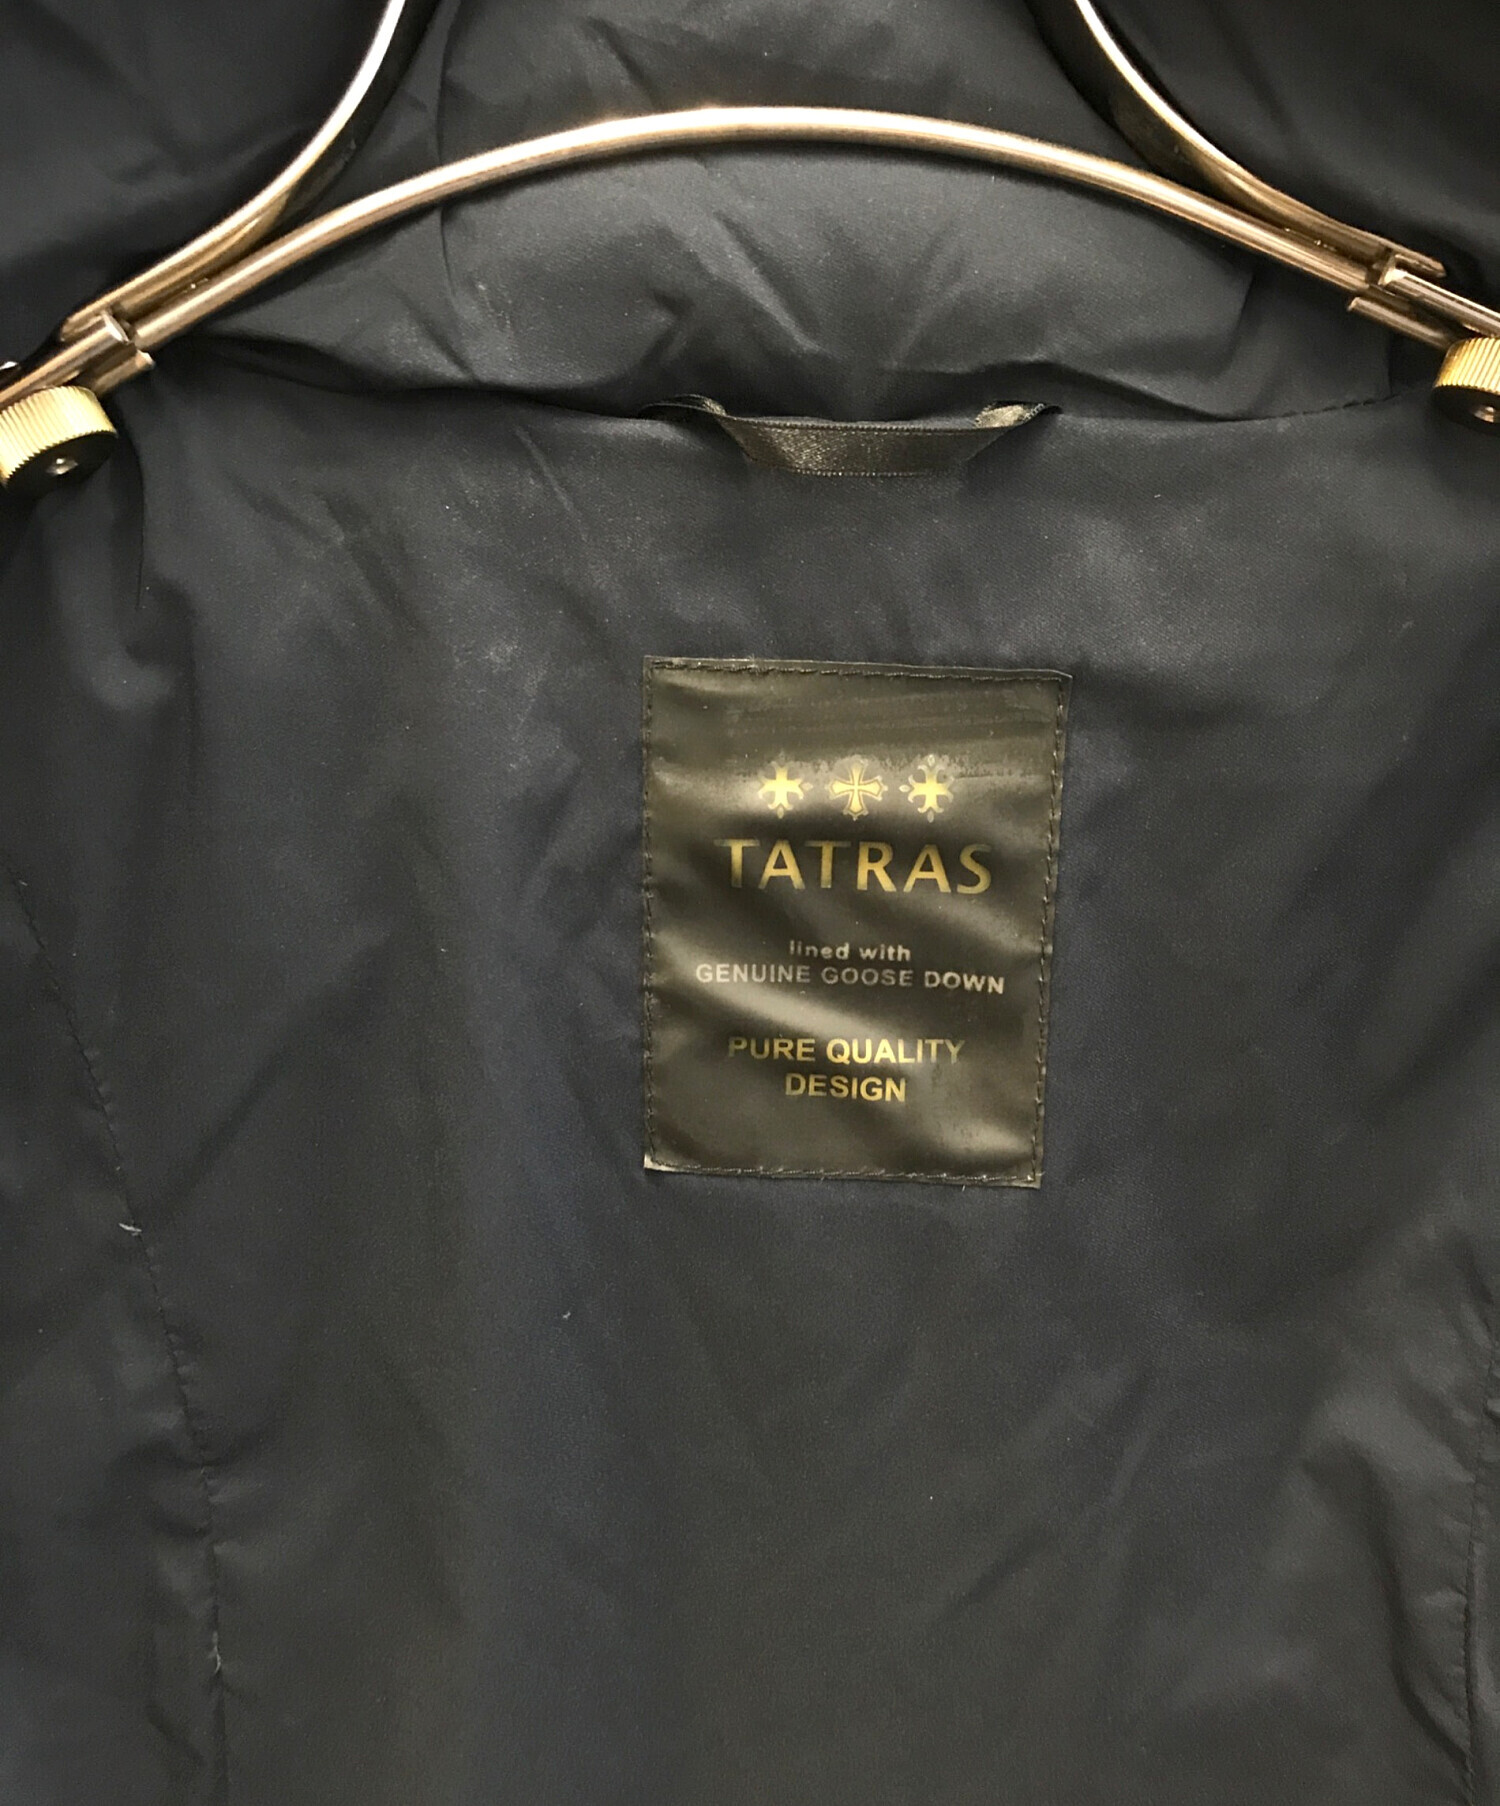 TATRAS
lined with
GENUINE GOOSE DOWN
PURE QUALITY
DESIGN